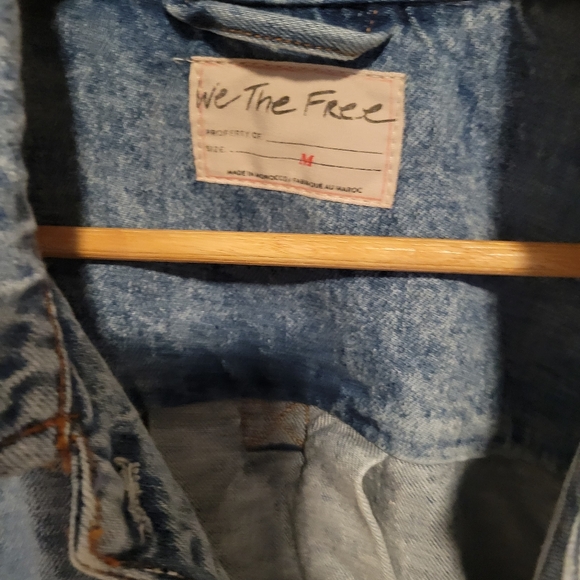 We The Free
PROPERTY OF
SIZE M
MADE IN MOROCCO / FABRIQUE AU MAROC